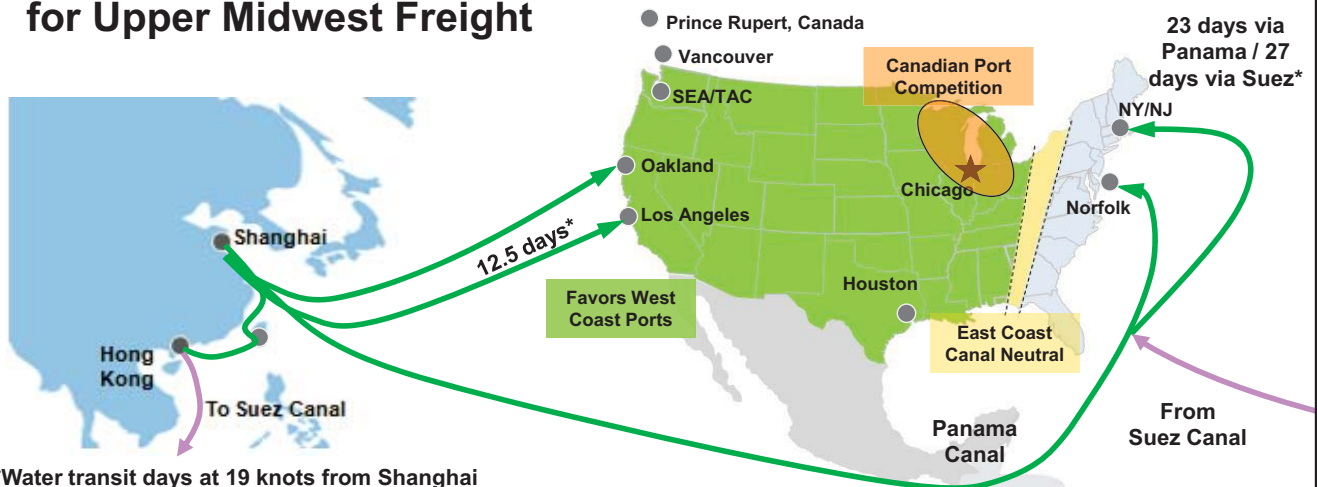 for Upper Midwest Freight
Prince Rupert, Canada
Vancouver
SEA/TAC
Canadian Port
Competition
23 days via
Panama / 27
days via Suez*
NY/NJ
Oakland
Chicago
Norfolk
Los Angeles
Shanghai
12.5 days*
Houston
Favors West
Coast Ports
East Coast
Canal Neutral
Hong
Kong
To Suez Canal
Panama
Canal
From
Suez Canal
*Water transit days at 19 knots from Shanghai